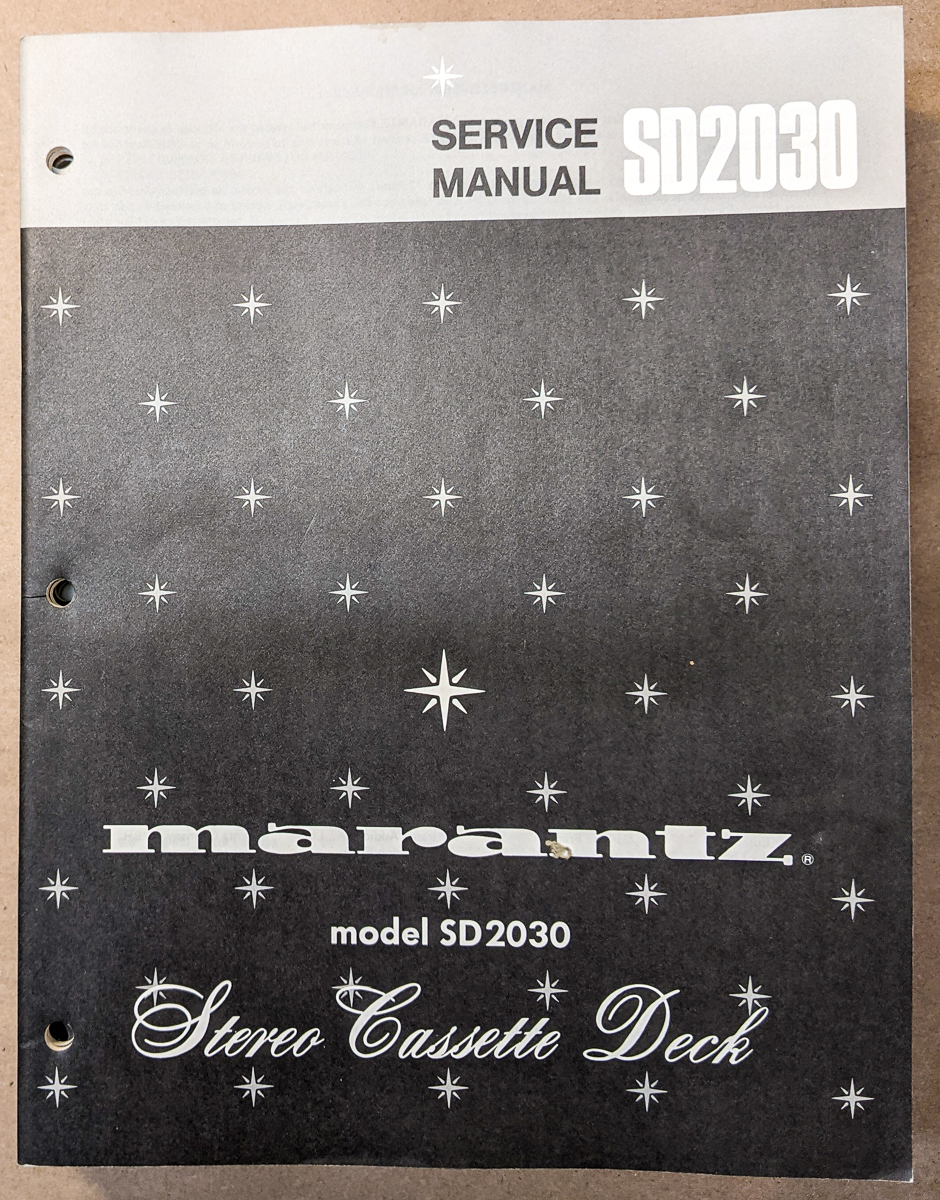 SERVICE
MANUAL SD2030
marantz®
model SD2030
Stereo Cassette Deck